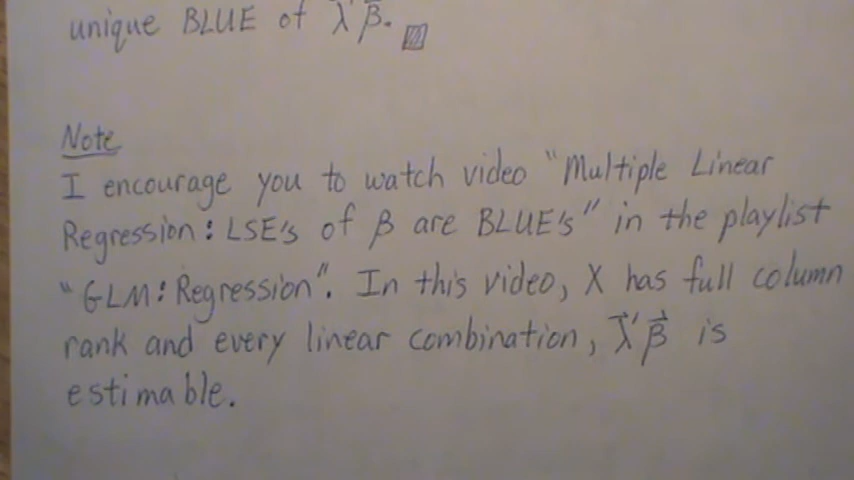 unique BLUE of λ⃗'β⃗. ▨
Note
I encourage you to watch video "Multiple Linear
Regression: LSE's of β are BLUE's" in the playlist
"GLM: Regression". In this video, X has full column
rank and every linear combination, λ⃗'β⃗ is
estimable.